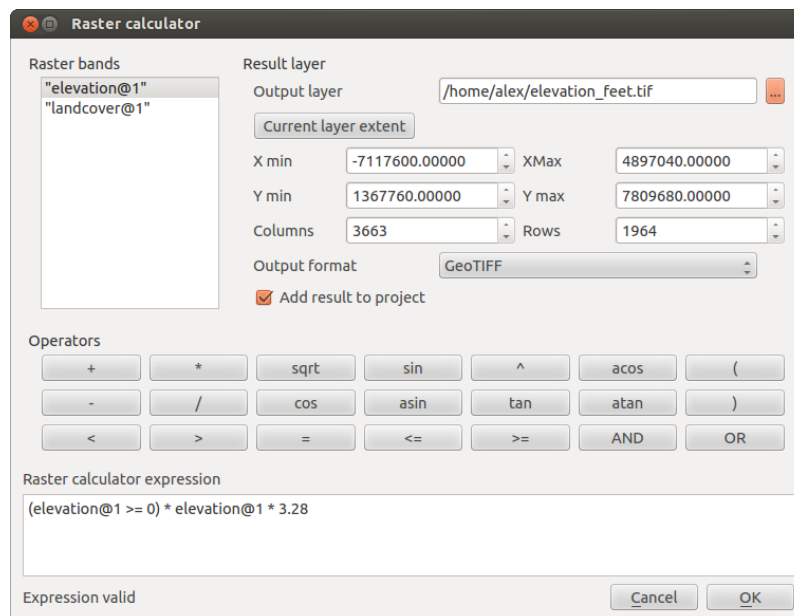 Raster calculator
Raster bands
"elevation@1"
"landcover@1"
Result layer
Output layer /home/alex/elevation_feet.tif ...
Current layer extent
X min -7117600.00000 XMax 4897040.00000
Y min 1367760.00000 Y max 7809680.00000
Columns 3663 Rows 1964
Output format GeoTIFF
Add result to project
Operators
+ * sqrt sin ^ acos (
- / cos asin tan atan )
< > = <= >= AND OR
Raster calculator expression
(elevation@1 >= 0) * elevation@1 * 3.28
Expression valid Cancel OK